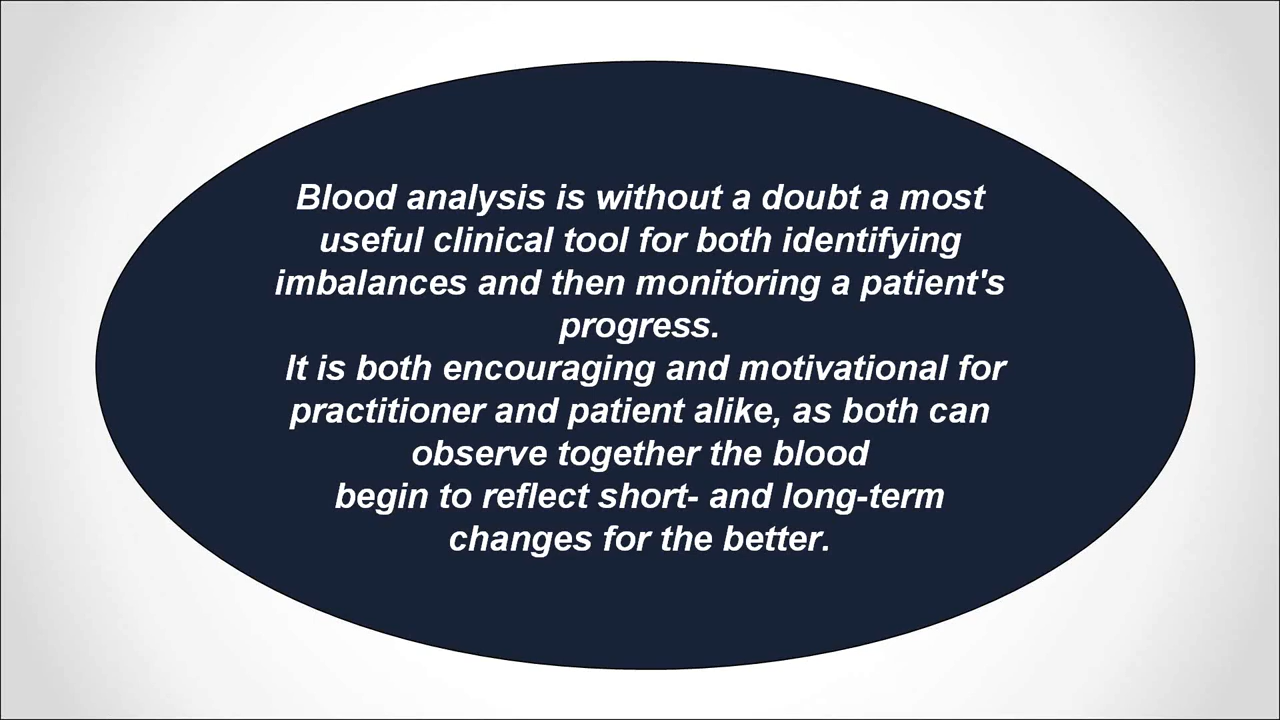 Blood analysis is without a doubt a most
useful clinical tool for both identifying
imbalances and then monitoring a patient's
progress.
It is both encouraging and motivational for
practitioner and patient alike, as both can
observe together the blood
begin to reflect short- and long-term
changes for the better.